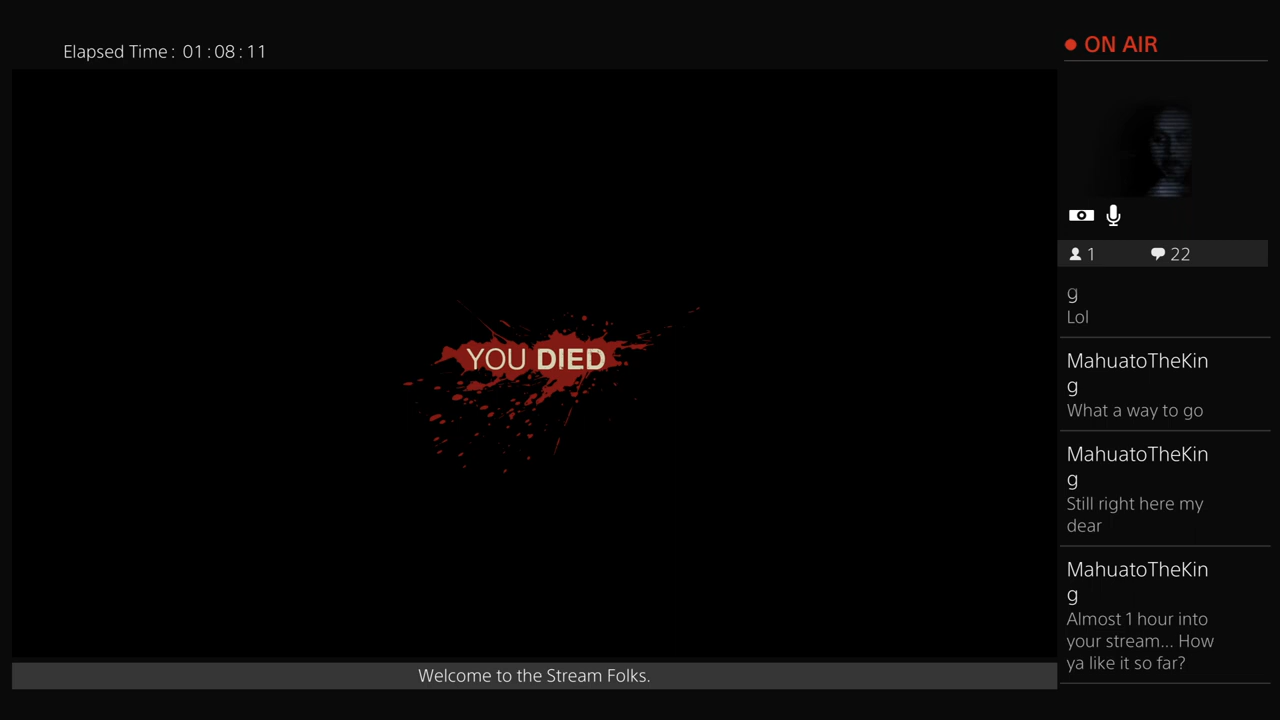 Elapsed Time: 01:08:11
ON AIR
1 22
g
Lol
MahuatoTheKin
g
What a way to go
MahuatoTheKin
g
Still right here my
dear
MahuatoTheKin
g
Almost 1 hour into
your stream... How
ya like it so far?
YOU DIED
Welcome to the Stream Folks.